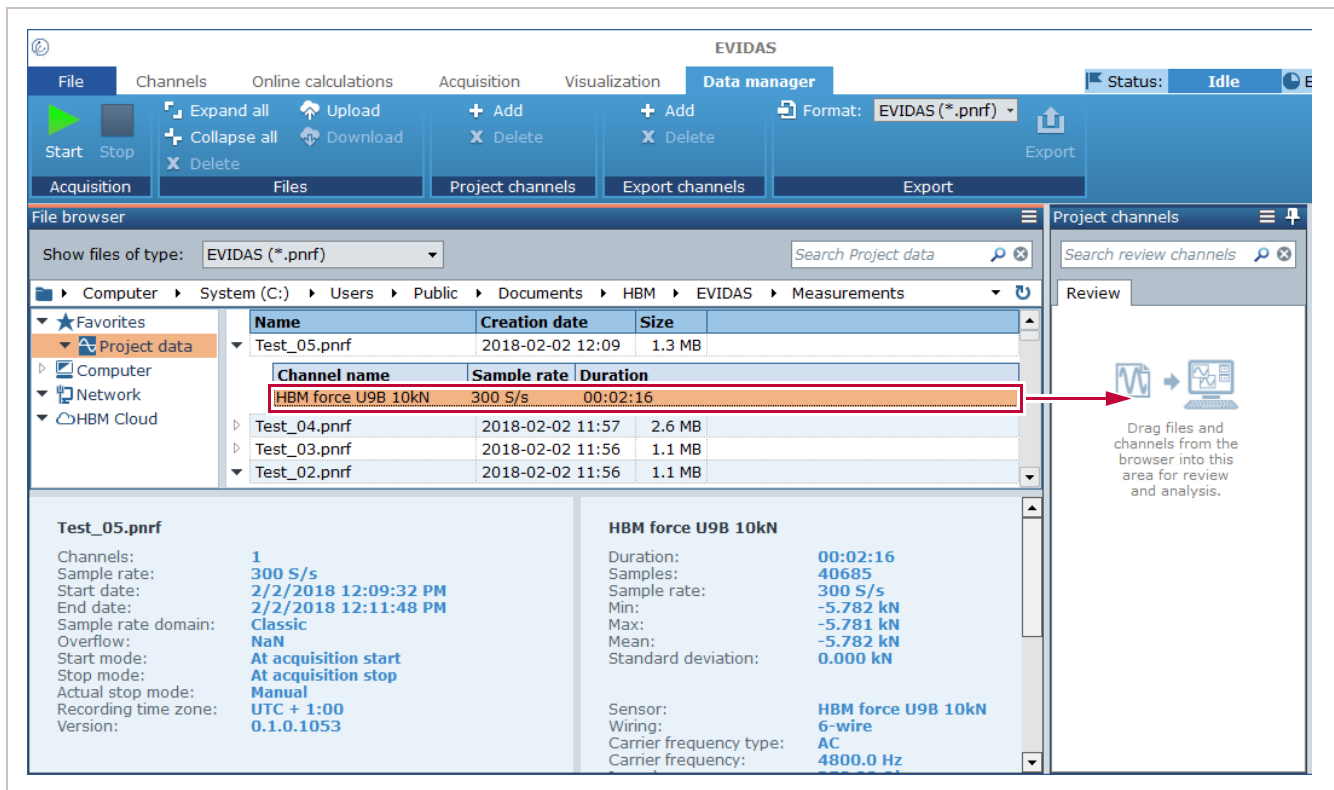 EVIDAS
File Channels Online calculations Acquisition Visualization Data manager Status: Idle
Expand all Upload Add Add Format: EVIDAS (*.pnrf)
Collapse all Download Delete Delete
Start Stop Delete Export
Acquisition Files Project channels Export channels Export
File browser
Show files of type: EVIDAS (*.pnrf) Search Project data
Computer System (C:) Users Public Documents HBM EVIDAS Measurements
Favorites
Project data
Computer
Network
HBM Cloud
Name Creation date Size
Test_05.pnrf 2018-02-02 12:09 1.3 MB
Channel name Sample rate Duration
HBM force U9B 10kN 300 S/s 00:02:16
Test_04.pnrf 2018-02-02 11:57 2.6 MB
Test_03.pnrf 2018-02-02 11:56 1.1 MB
Test_02.pnrf 2018-02-02 11:56 1.1 MB
Project channels
Search review channels
Review
Drag files and
channels from the
browser into this
area for review
and analysis.
Test_05.pnrf
Channels: 1
Sample rate: 300 S/s
Start date: 2/2/2018 12:09:32 PM
End date: 2/2/2018 12:11:48 PM
Sample rate domain: Classic
Overflow: NaN
Start mode: At acquisition start
Stop mode: At acquisition stop
Actual stop mode: Manual
Recording time zone: UTC + 1:00
Version: 0.1.0.1053
HBM force U9B 10kN
Duration: 00:02:16
Samples: 40685
Sample rate: 300 S/s
Min: -5.782 kN
Max: -5.781 kN
Mean: -5.782 kN
Standard deviation: 0.000 kN
Sensor: HBM force U9B 10kN
Wiring: 6-wire
Carrier frequency type: AC
Carrier frequency: 4800.0 Hz